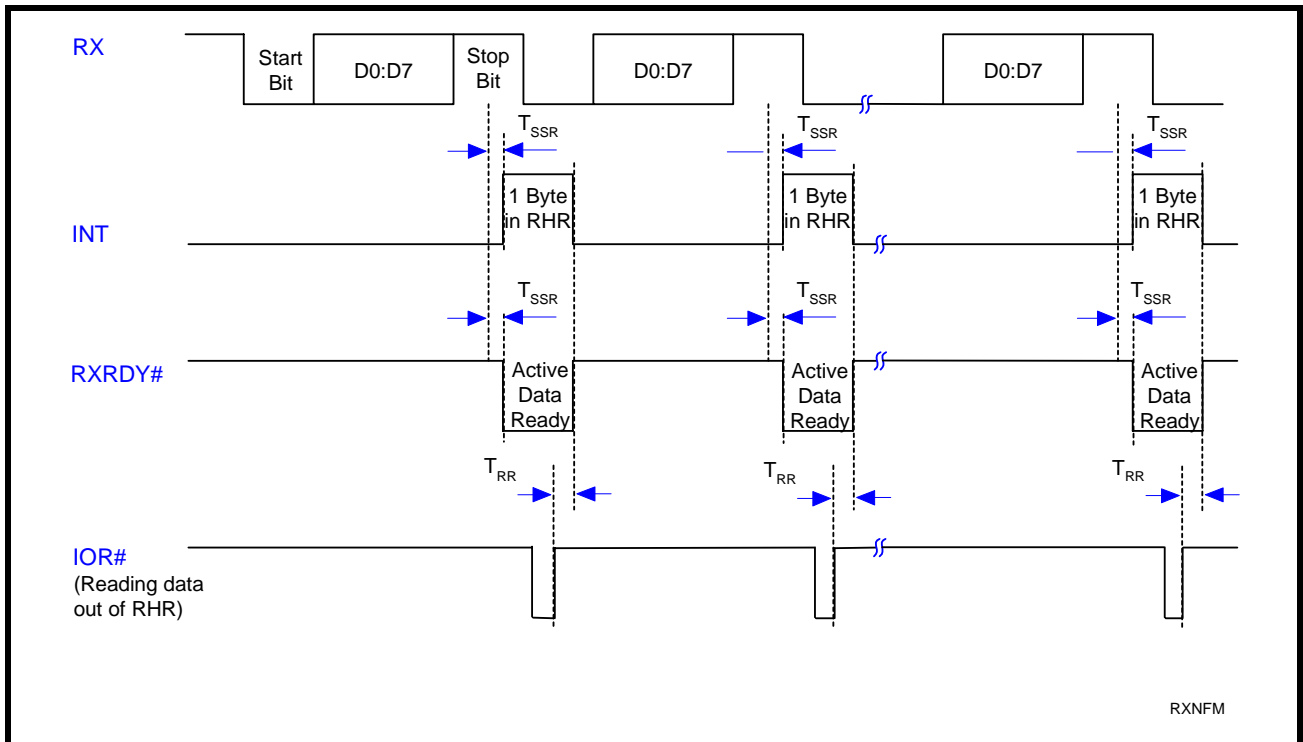 RX
Start
Bit
D0:D7
Stop
Bit
D0:D7
D0:D7
TSSR
TSSR
TSSR
INT
1 Byte
in RHR
1 Byte
in RHR
1 Byte
in RHR
TSSR
TSSR
TSSR
RXRDY#
Active
Data
Ready
Active
Data
Ready
Active
Data
Ready
TRR
TRR
TRR
IOR#
(Reading data
out of RHR)
RXNFM